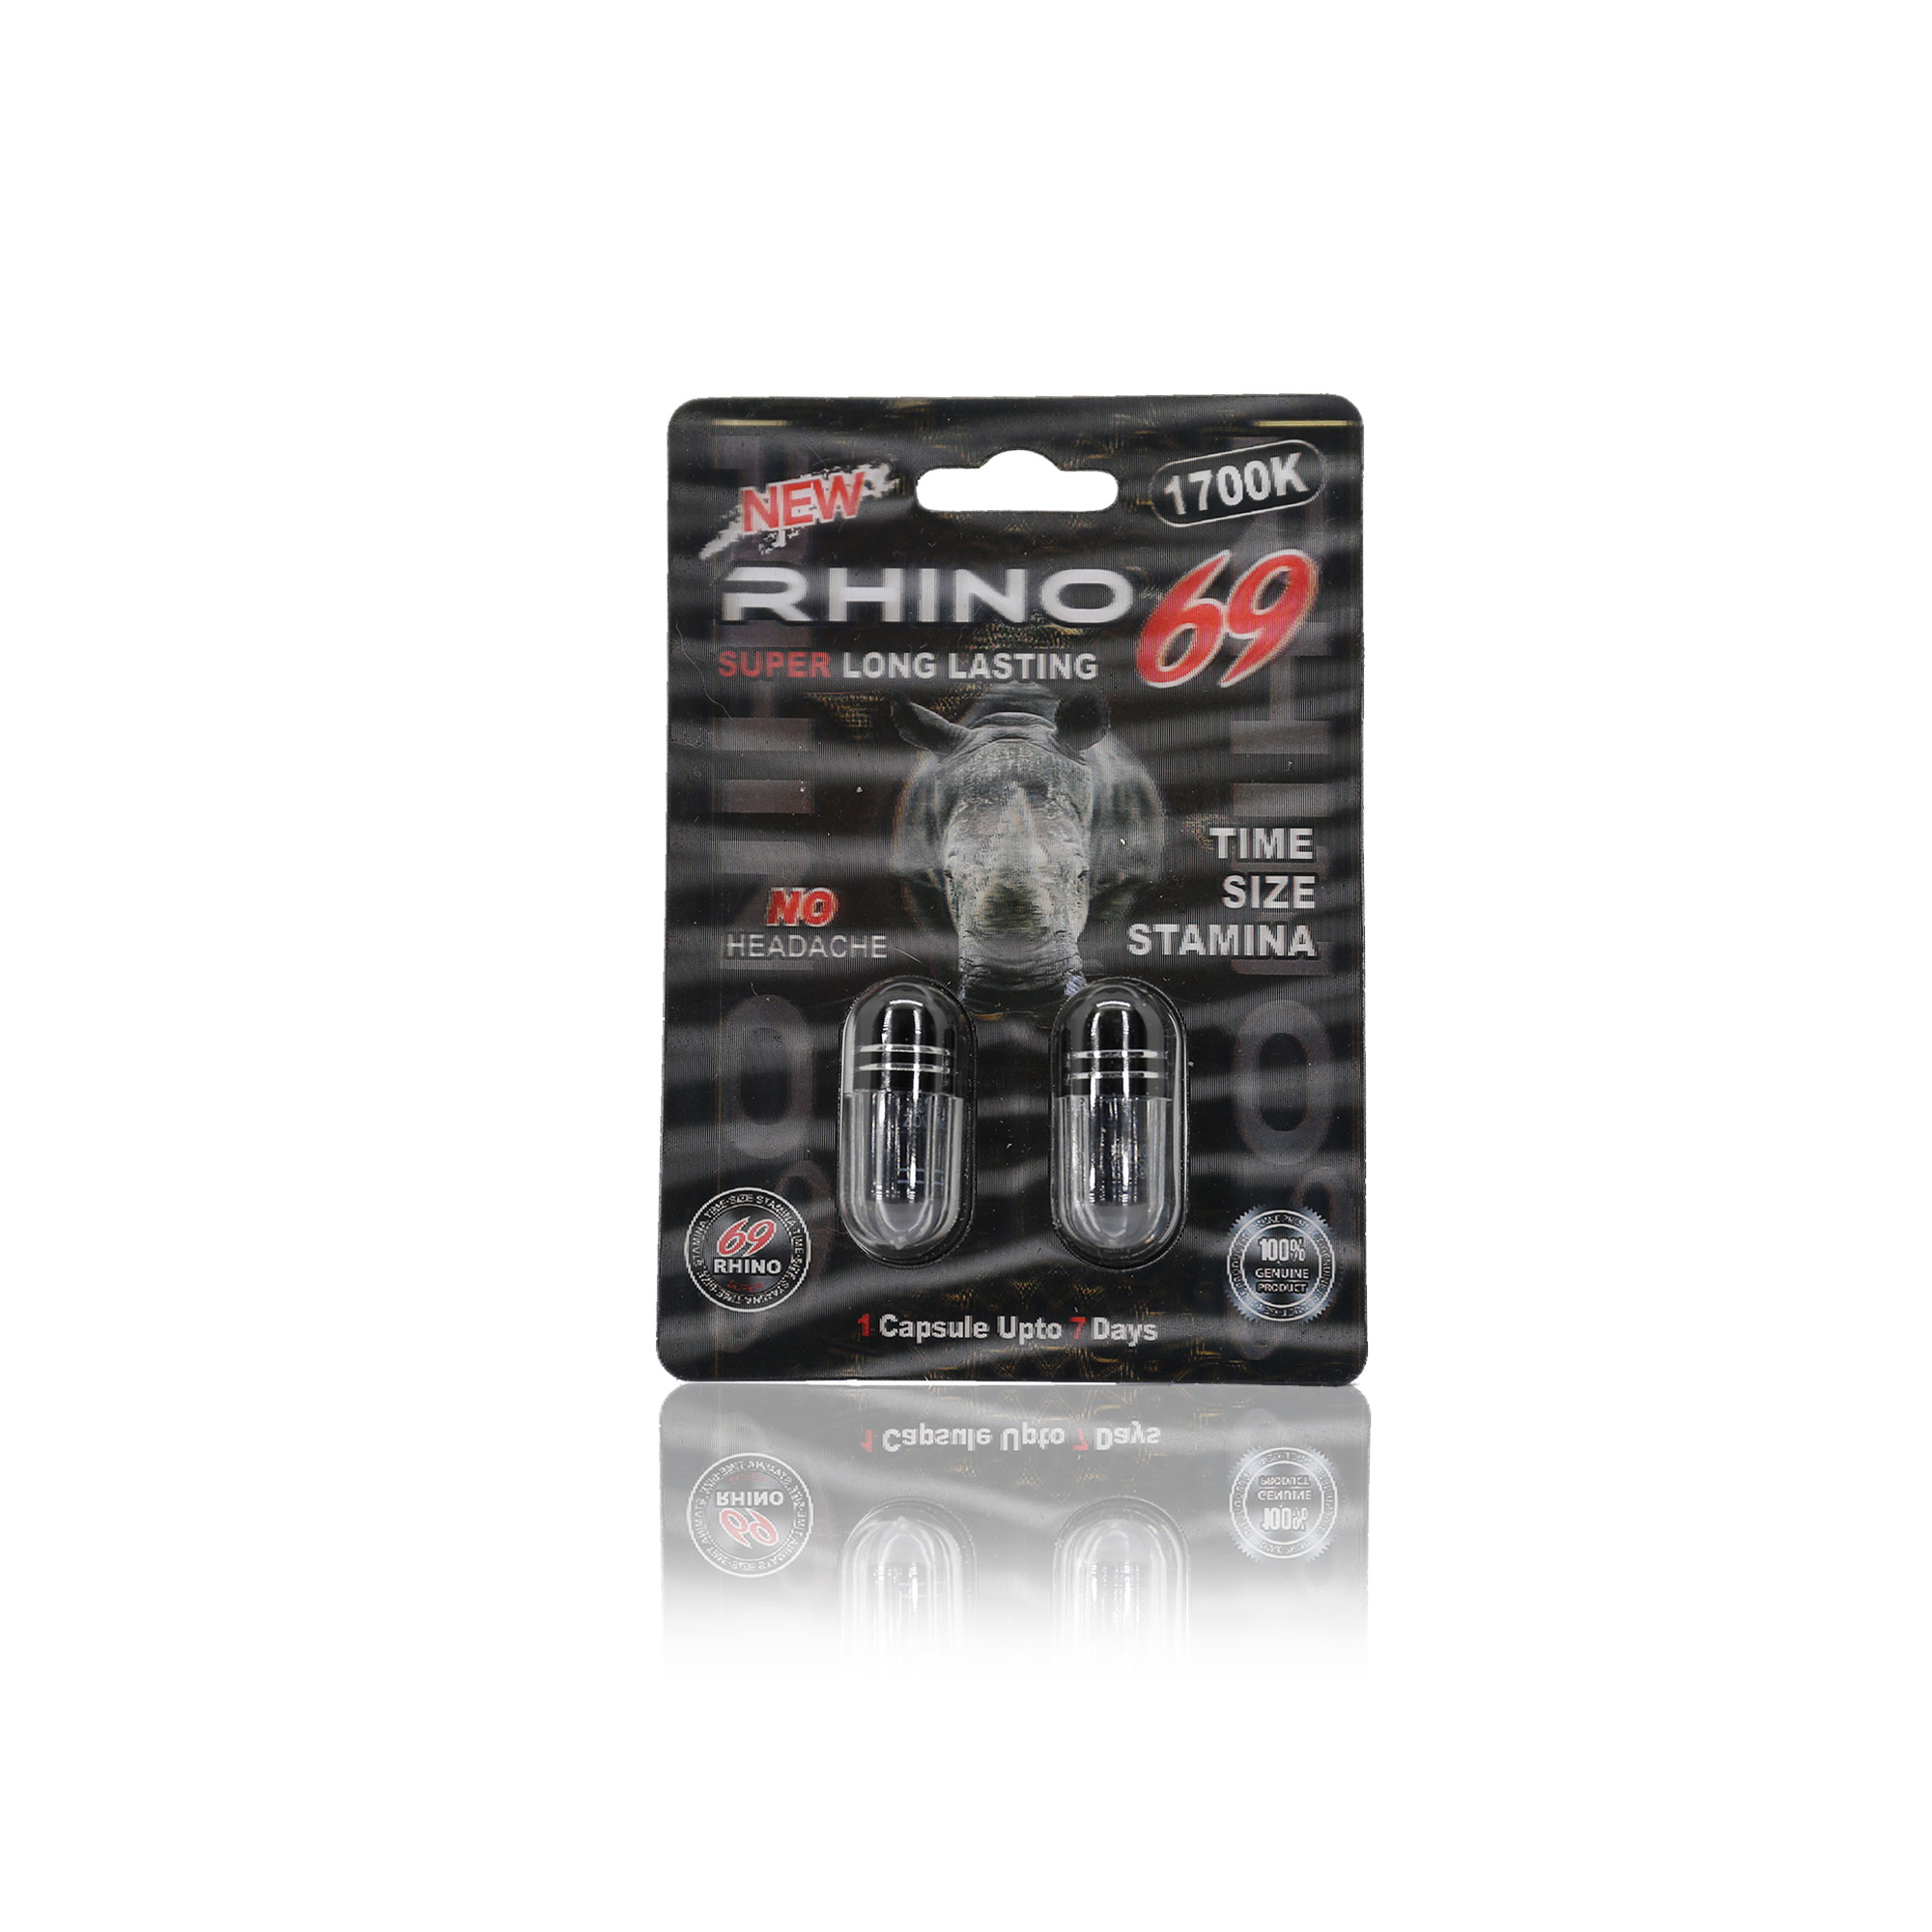 NEW
1700K
RHINO 69
SUPER LONG LASTING
TIME
SIZE
STAMINA
NO
HEADACHE
69
RHINO
100%
GENUINE
PRODUCT
1 Capsule Upto 7 Days